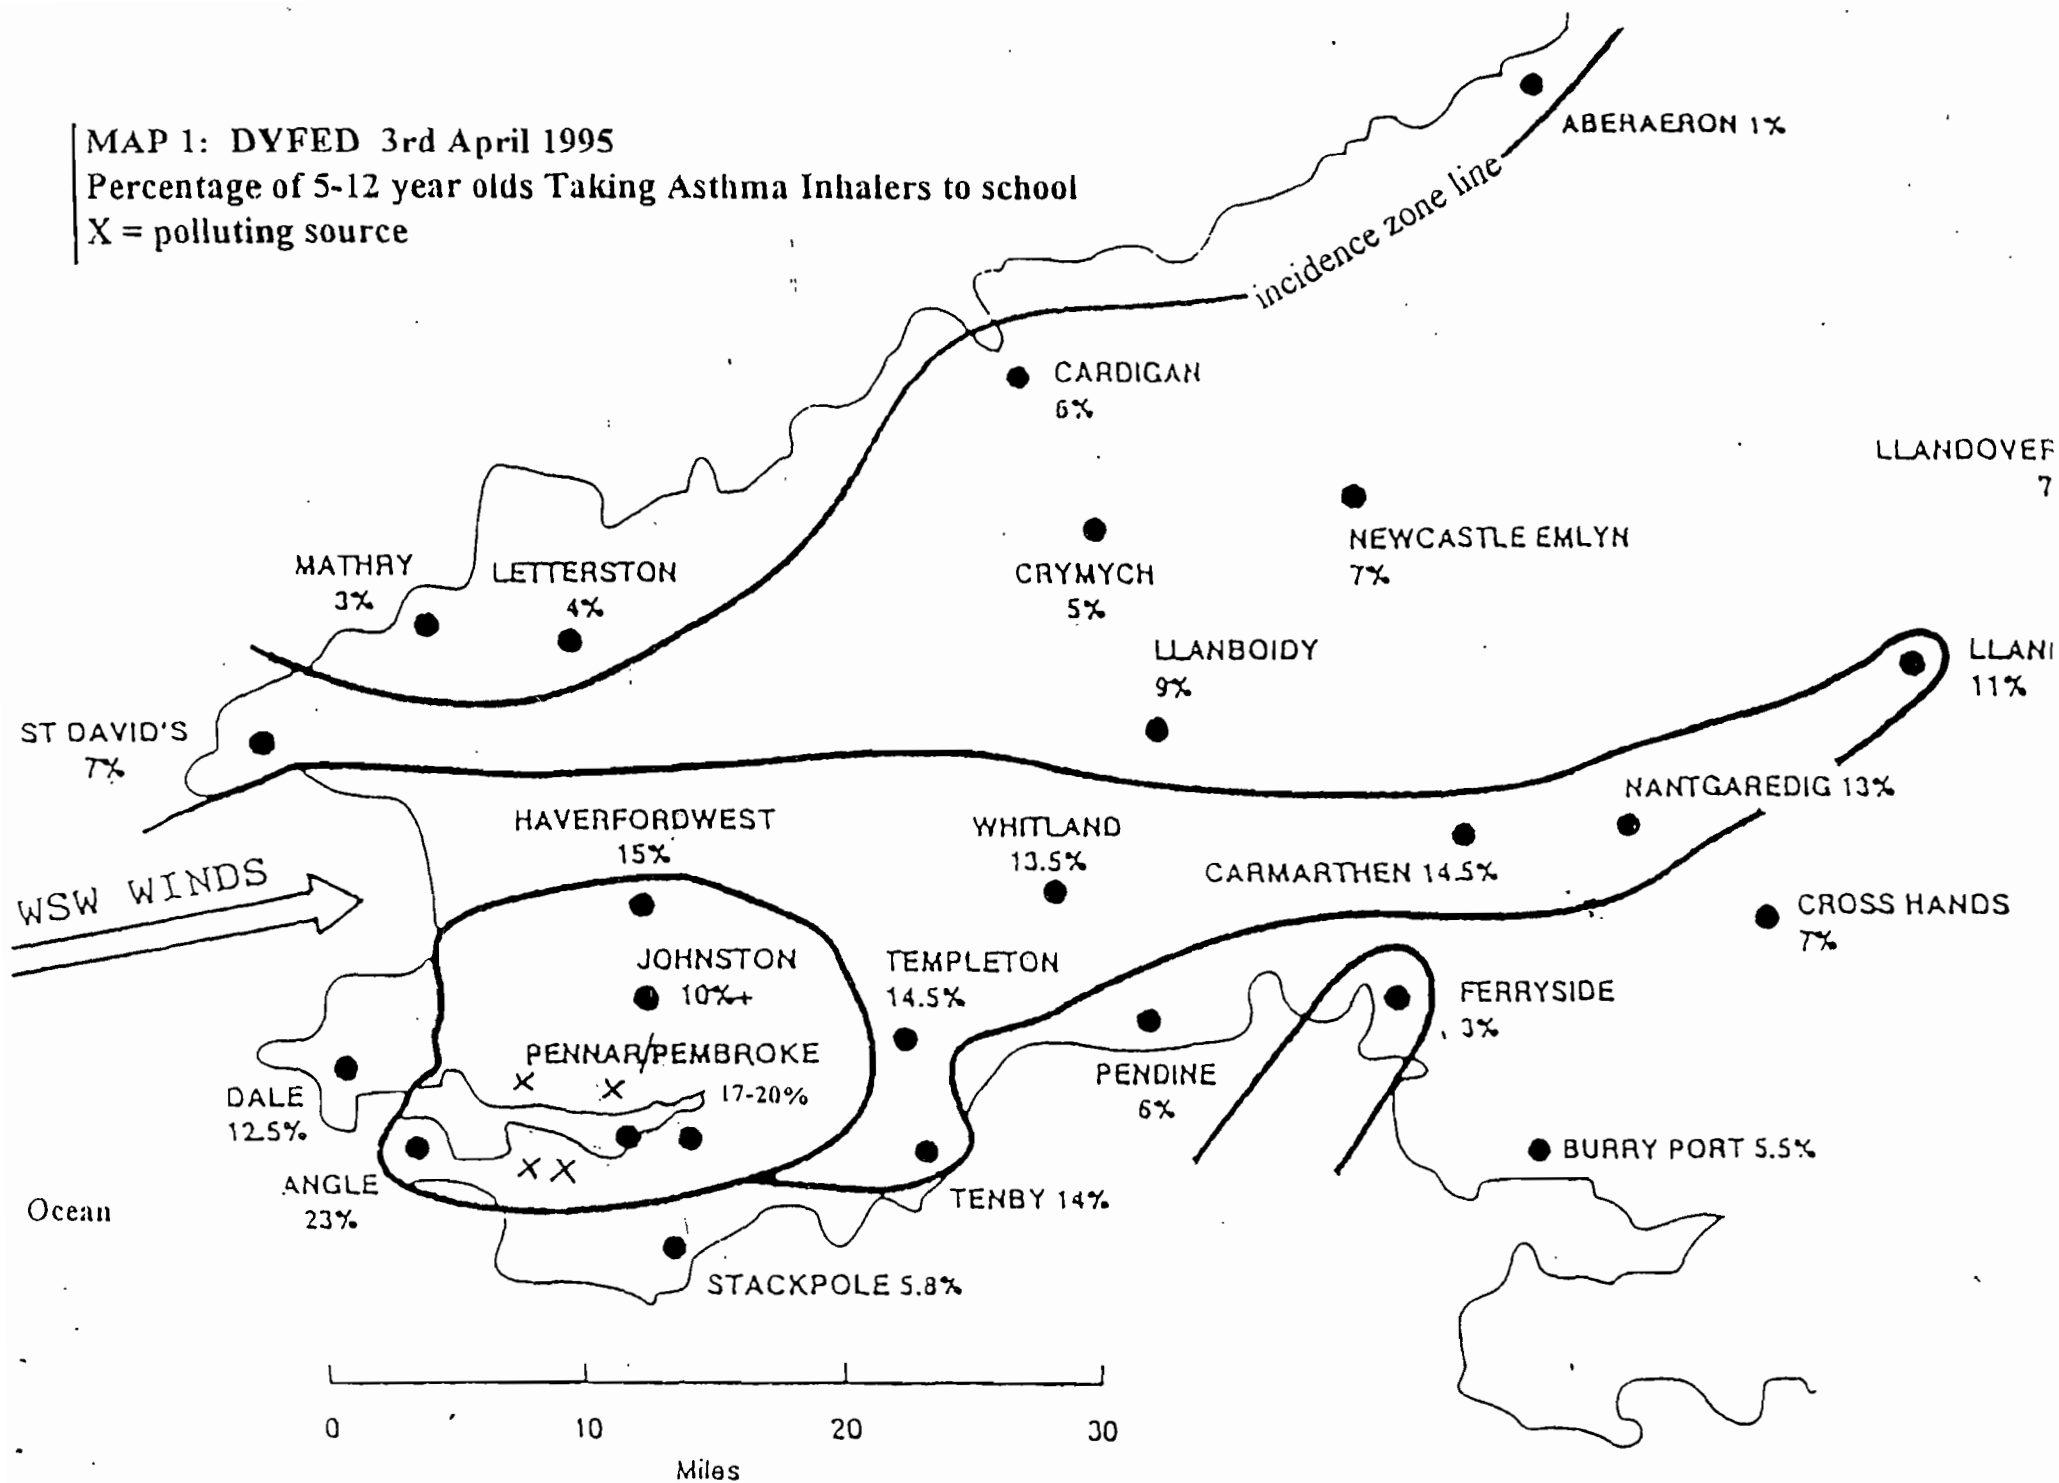 MAP 1: DYFED 3rd April 1995
Percentage of 5-12 year olds Taking Asthma Inhalers to school
X = polluting source
ABERAERON 1%
incidence zone line
CARDIGAN
6%
LLANDOVER
7
NEWCASTLE EMLYN
7%
CRYMYCH
5%
MATHRY
3%
LETTERSTON
4%
LLANBOIDY
9%
LLAN
11%
ST DAVID'S
7%
NANTGAREDIG 13%
HAVERFORDWEST
15%
WHITLAND
13.5%
CARMARTHEN 14.5%
WSW WINDS
CROSS HANDS
7%
JOHNSTON
10%+
TEMPLETON
14.5%
FERRYSIDE
3%
PENNAR/PEMBROKE
17-20%
X X
PENDINE
6%
DALE
12.5%
BURRY PORT 5.5%
X X
ANGLE
23%
TENBY 14%
Ocean
STACKPOLE 5.8%
0 10 20 30
Miles